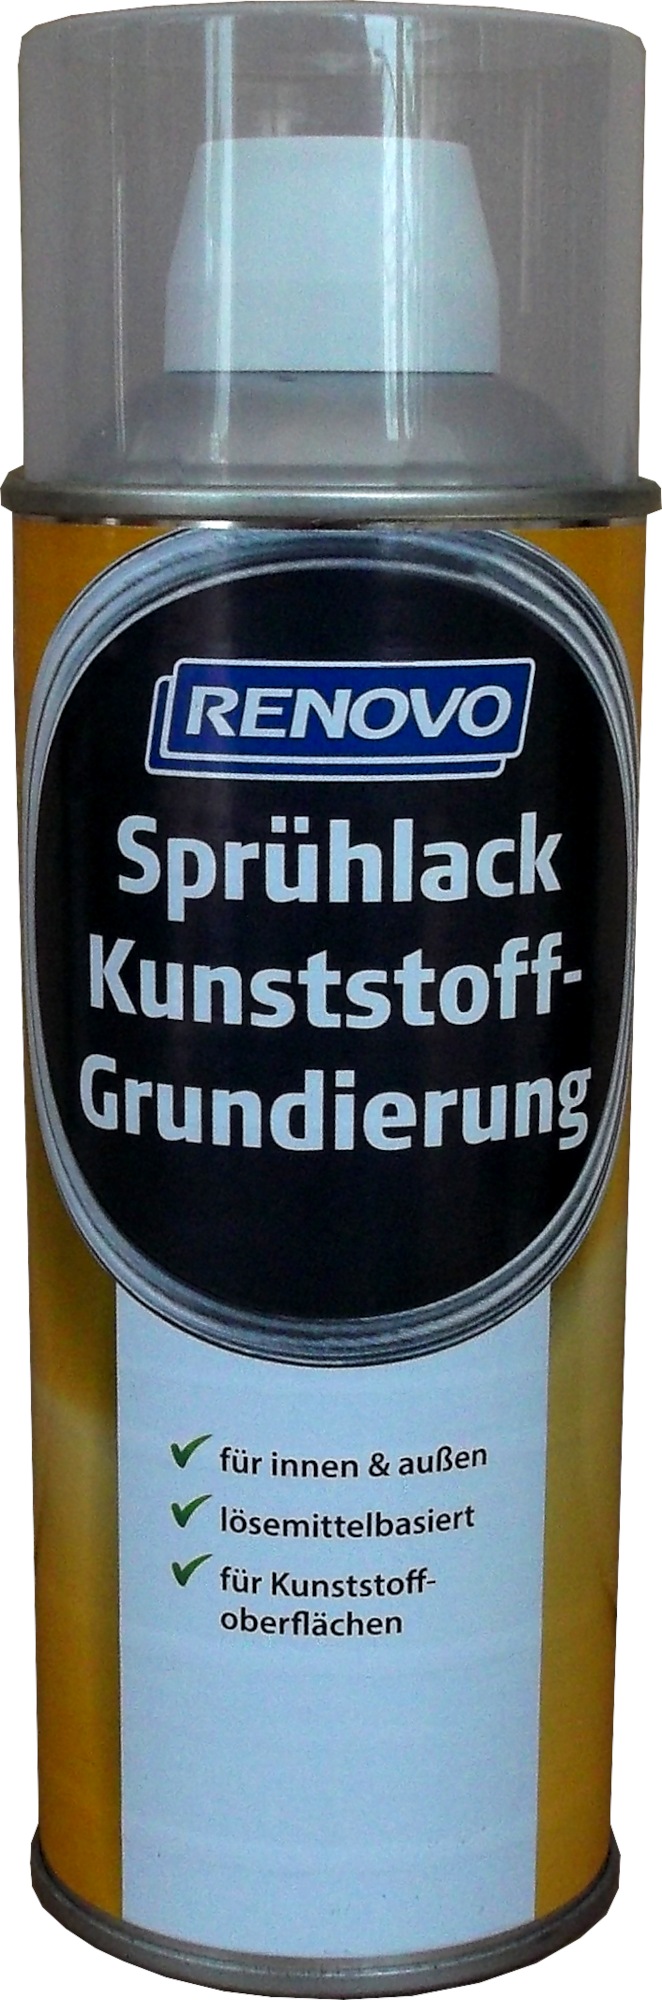 RENOVO
Sprühlack
Kunststoff-
Grundierung
für innen & außen
lösemittelbasiert
für Kunststoff-
oberflächen